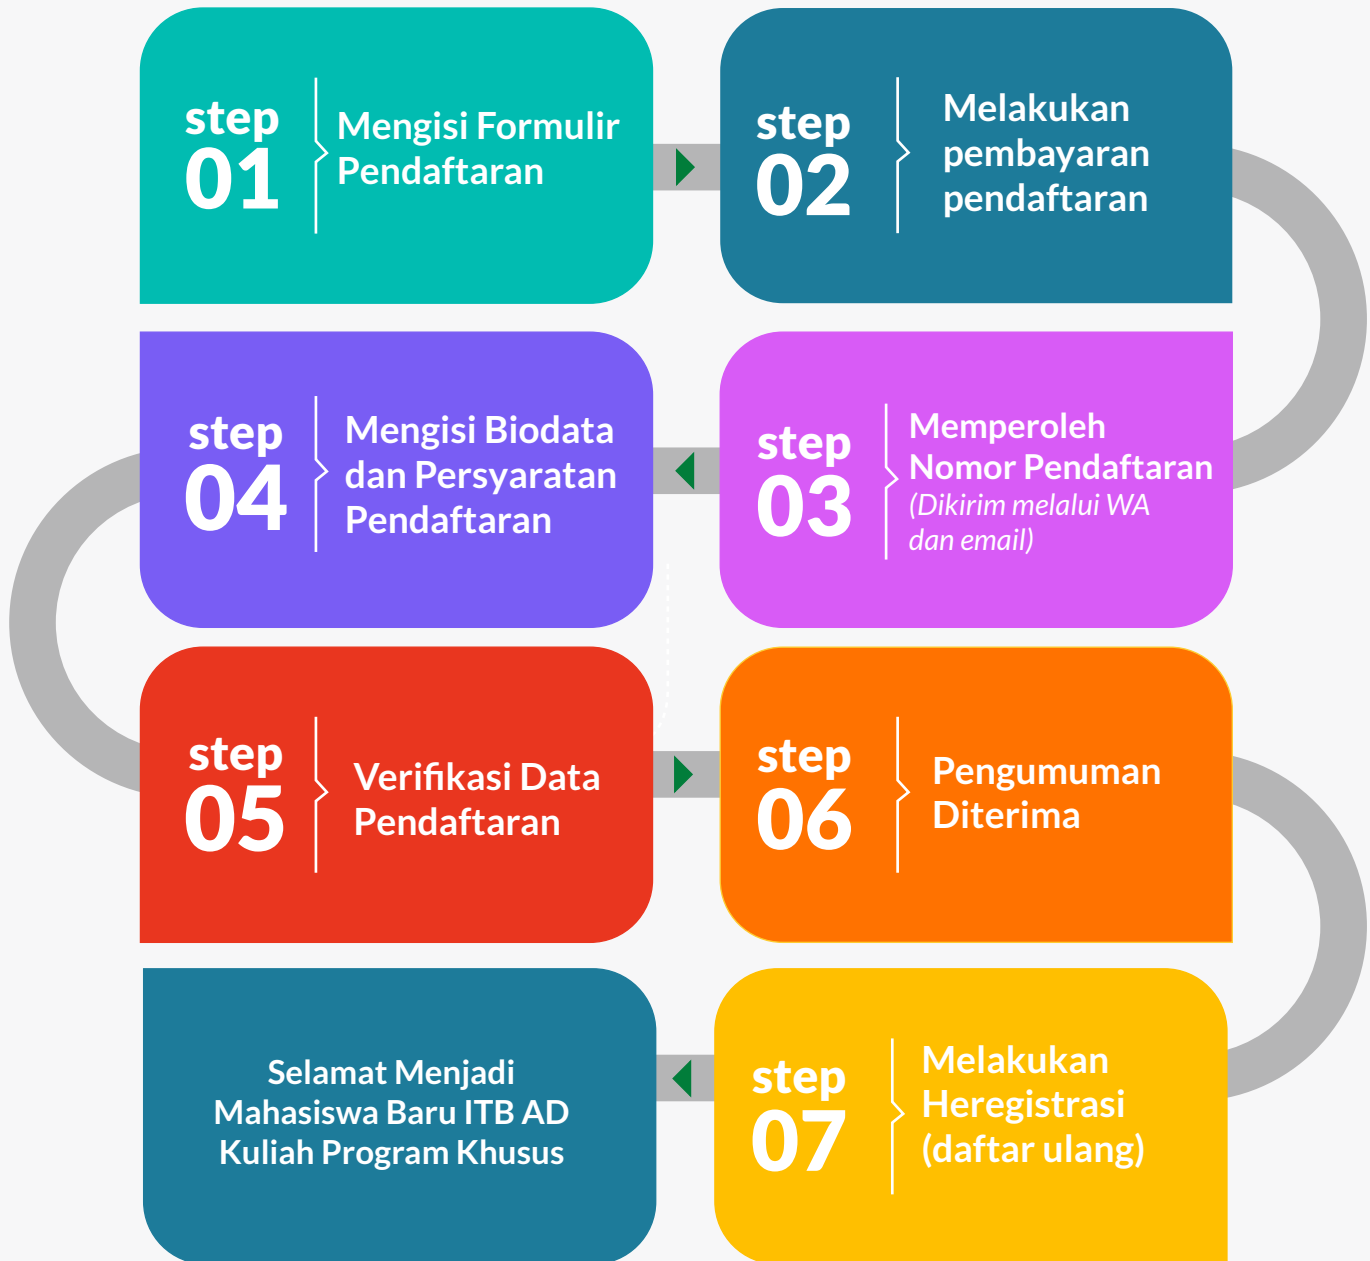 step
01
Mengisi Formulir
Pendaftaran
step
02
Melakukan
pembayaran
pendaftaran
step
03
Memperoleh
Nomor Pendaftaran
(Dikirim melalui WA
dan email)
step
04
Mengisi Biodata
dan Persyaratan
Pendaftaran
step
05
Verifikasi Data
Pendaftaran
step
06
Pengumuman
Diterima
step
07
Melakukan
Heregistrasi
(daftar ulang)
Selamat Menjadi
Mahasiswa Baru ITB AD
Kuliah Program Khusus